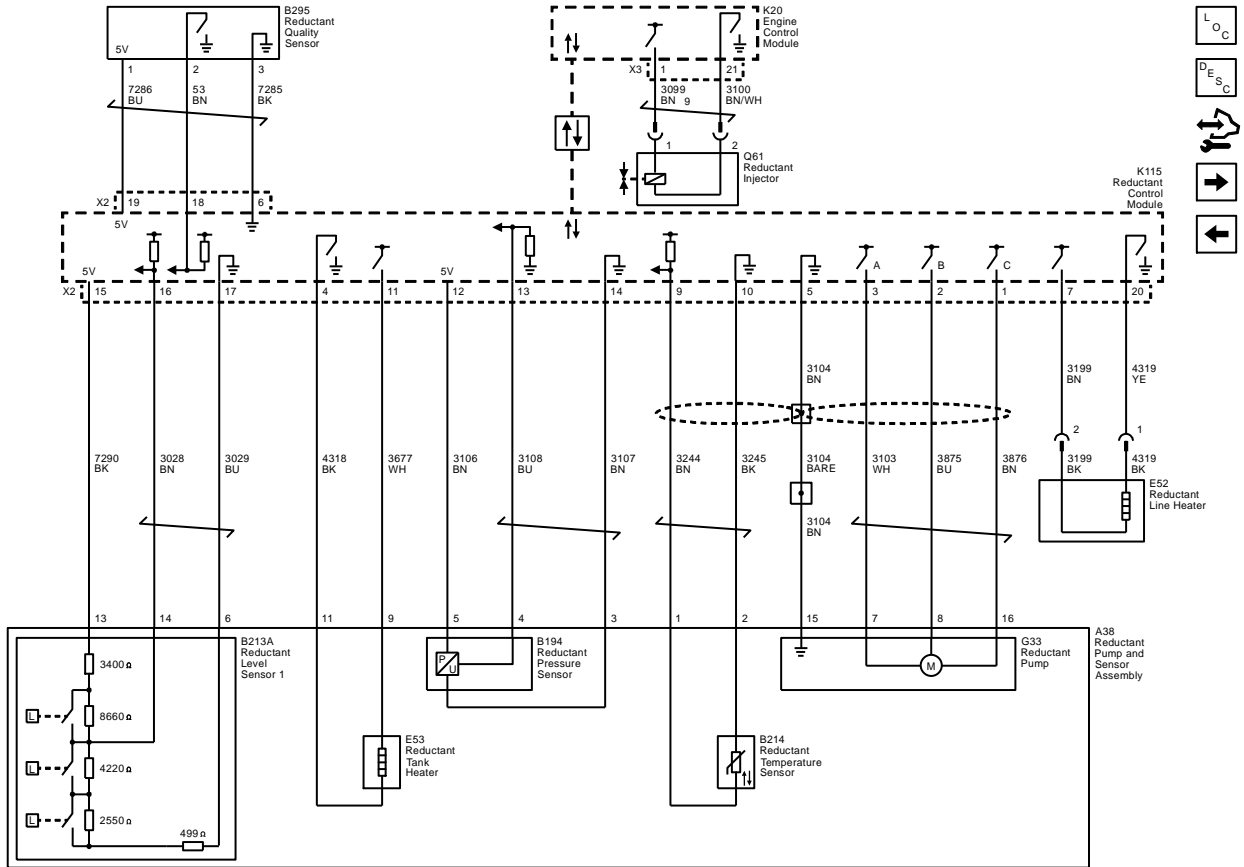 B295
Reductant
Quality
Sensor
5V
1 2 3
7286
BU
53
BN
7285
BK
K20
Engine
Control
Module
X3 1 21
3099
BN
9
3100
BN/WH
1 2
Q61
Reductant
Injector
L
O
C
D
E
S
C
K115
Reductant
Control
Module
X2 19 18 6
5V
A B C
5V 5V
X2 15 16 17 4 11 12 13 14 9 10 5 3 2 1 7 20
3104
BN
3199
BN
4319
YE
2 1
7290
BK
3028
BN
3029
BU
4318
BK
3677
WH
3106
BN
3108
BU
3107
BN
3244
BN
3245
BK
3104
BARE
3103
WH
3875
BU
3876
BN
3199
BK
4319
BK
E52
Reductant
Line Heater
3104
BN
13 14 6 11 9 5 4 3 1 2 15 7 8 16
B213A
Reductant
Level
Sensor 1
B194
Reductant
Pressure
Sensor
P
U
G33
Reductant
Pump
M
A38
Reductant
Pump and
Sensor
Assembly
3400Ω
L 8660Ω
L 4220Ω
L 2550Ω
499Ω
E53
Reductant
Tank
Heater
B214
Reductant
Temperature
Sensor